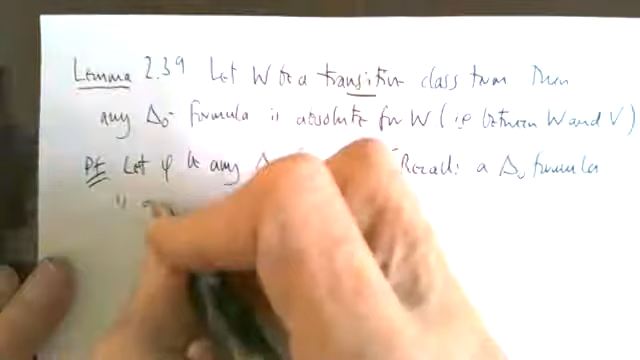 Lemma 2.39 Let W be a transitive class term Then
any Δ₀ formula is absolute for W (ie between W and V)
Pf Let φ be any Recall: a Δ₀ formula